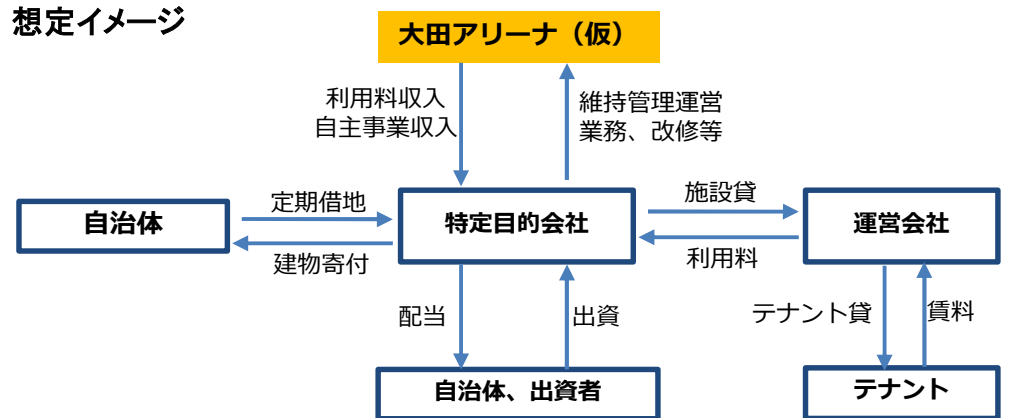 想定イメージ
大田アリーナ（仮）
利用料収入
自主事業収入
維持管理運営
業務、改修等
自治体
定期借地
建物寄付
特定目的会社
施設貸
利用料
運営会社
配当
出資
テナント貸
賃料
自治体、出資者
テナント